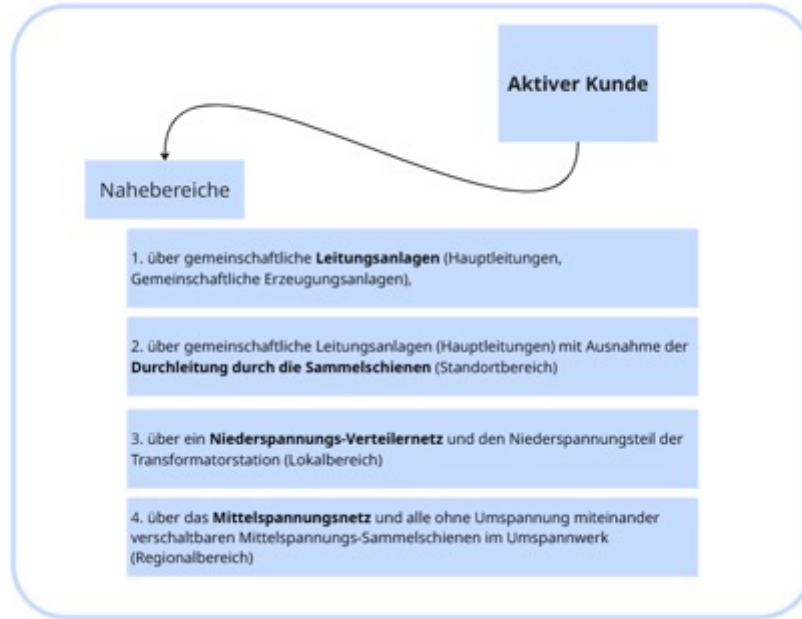 Aktiver Kunde
Nahebereiche
1. über gemeinschaftliche Leitungsanlagen (Hauptleitungen,
Gemeinschaftliche Erzeugungsanlagen),
2. über gemeinschaftliche Leitungsanlagen (Hauptleitungen) mit Ausnahme der
Durchleitung durch die Sammelschienen (Standortbereich)
3. über ein Niederspannungs-Verteilernetz und den Niederspannungsteil der
Transformatorstation (Lokalbereich)
4. über das Mittelspannungsnetz und alle ohne Umspannung miteinander
verschaltbaren Mittelspannungs-Sammelschienen im Umspannwerk
(Regionalbereich)